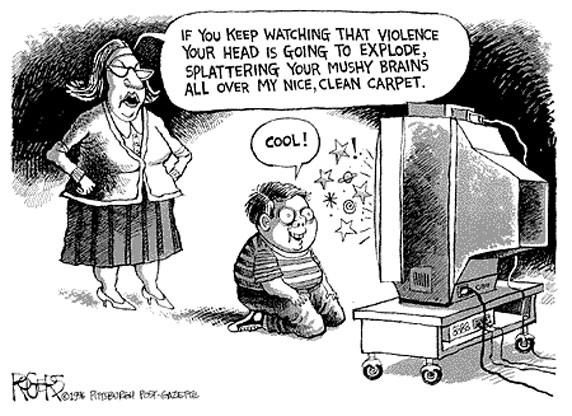 IF YOU KEEP WATCHING THAT VIOLENCE
YOUR HEAD IS GOING TO EXPLODE,
SPLATTERING YOUR MUSHY BRAINS
ALL OVER MY NICE, CLEAN CARPET.
COOL!
!
ROGERS ©1996 PITTSBURGH POST-GAZETTE